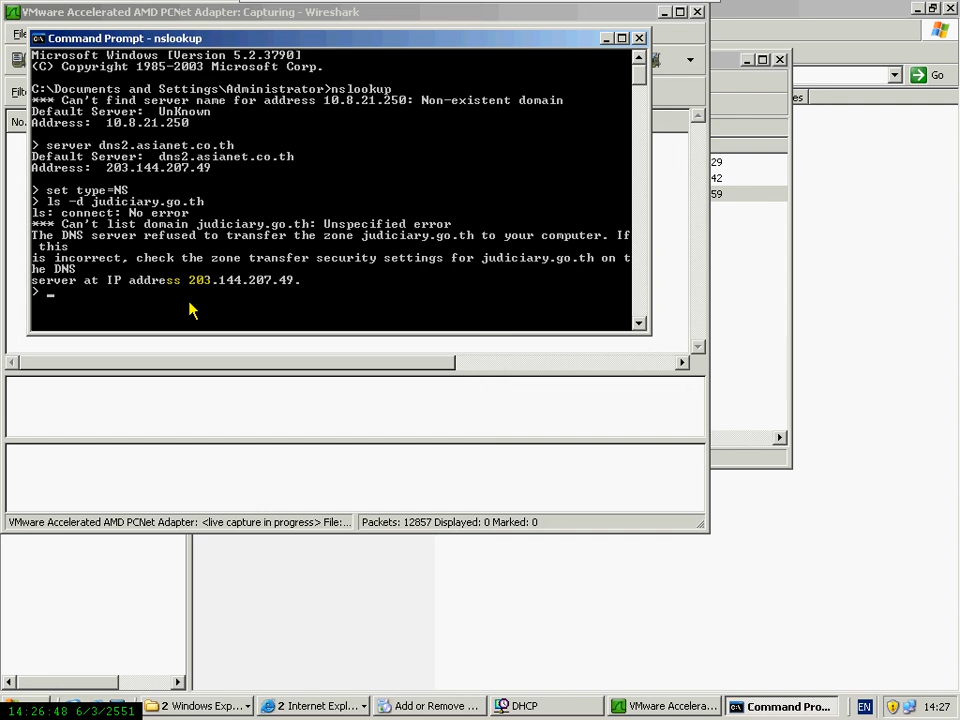 VMware Accelerated AMD PCNet Adapter: Capturing - Wireshark
Command Prompt - nslookup
Microsoft Windows [Version 5.2.3790]
(C) Copyright 1985-2003 Microsoft Corp.
C:\Documents and Settings\Administrator>nslookup
*** Can't find server name for address 10.8.21.250: Non-existent domain
Default Server:  UnKnown
Address:  10.8.21.250
> server dns2.asianet.co.th
Default Server:  dns2.asianet.co.th
Address:  203.144.207.49
> set type=NS
> ls -d judiciary.go.th
ls: connect: No error
*** Can't list domain judiciary.go.th: Unspecified error
The DNS server refused to transfer the zone judiciary.go.th to your computer. If
this
is incorrect, check the zone transfer security settings for judiciary.go.th on t
he DNS
server at IP address 203.144.207.49.
>
No.
Go
es
29
42
59
VMware Accelerated AMD PCNet Adapter: <live capture in progress> File:...
Packets: 12857 Displayed: 0 Marked: 0
14:26:48 6/3/2551
2 Windows Exp...
2 Internet Expl...
Add or Remove ...
DHCP
VMware Accelera...
Command Pro...
EN
14:27